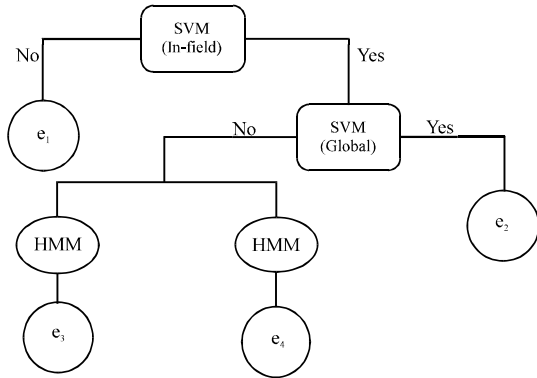 SVM
(In-field)
No
Yes
e₁
SVM
(Global)
No
Yes
e₂
HMM
HMM
e₃
e₄